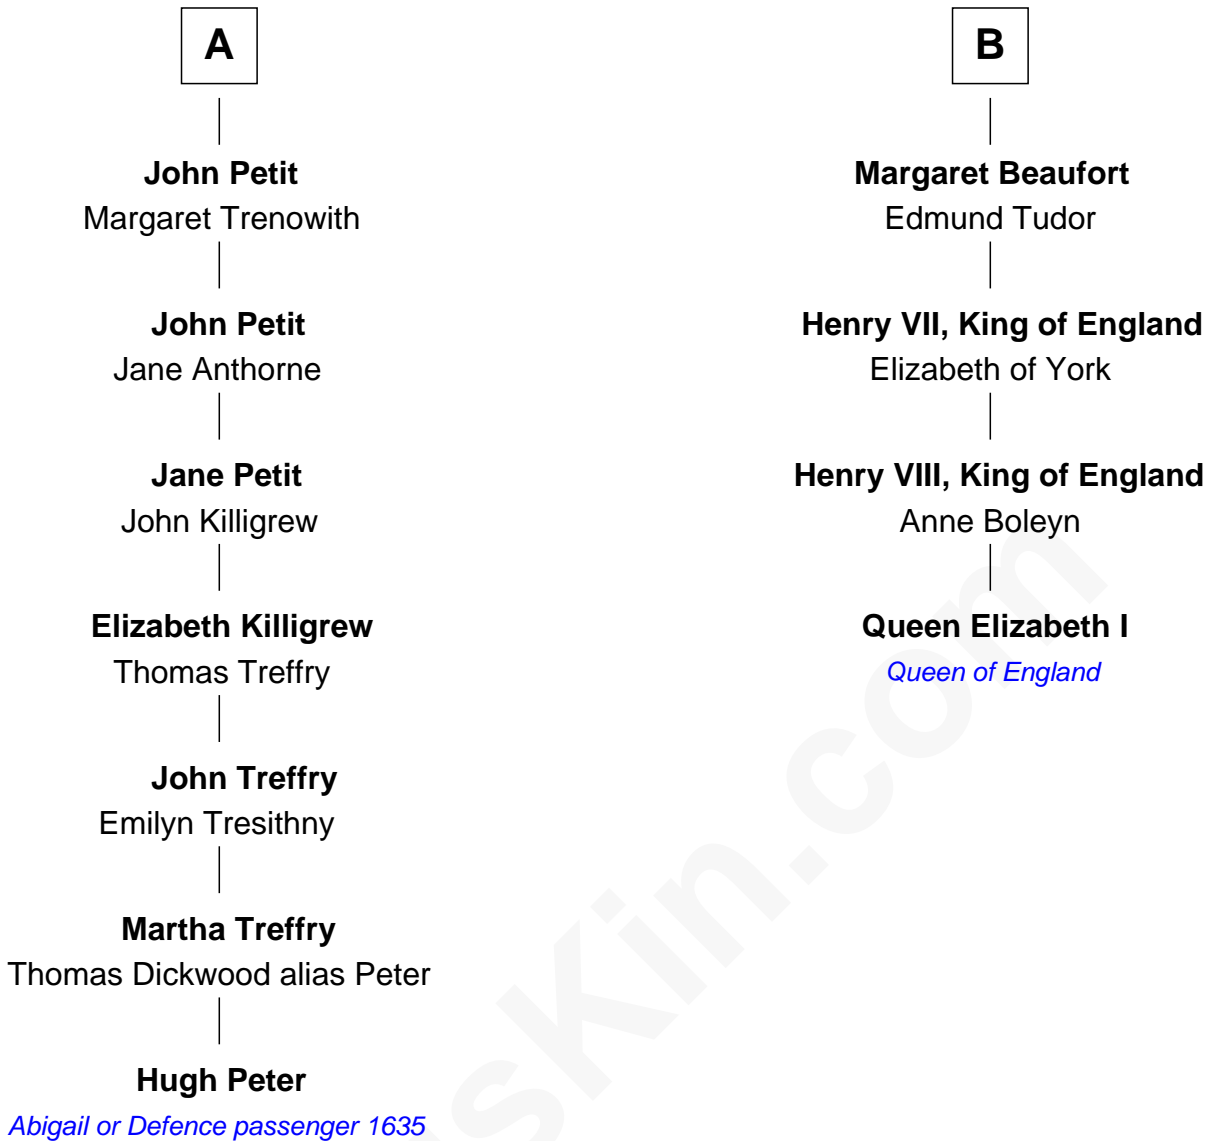 A
John Petit
Margaret Trenowith
John Petit
Jane Anthorne
Jane Petit
John Killigrew
Elizabeth Killigrew
Thomas Treffry
John Treffry
Emilyn Tresithny
Martha Treffry
Thomas Dickwood alias Peter
Hugh Peter
Abigail or Defence passenger 1635
B
Margaret Beaufort
Edmund Tudor
Henry VII, King of England
Elizabeth of York
Henry VIII, King of England
Anne Boleyn
Queen Elizabeth I
Queen of England
sKin.com